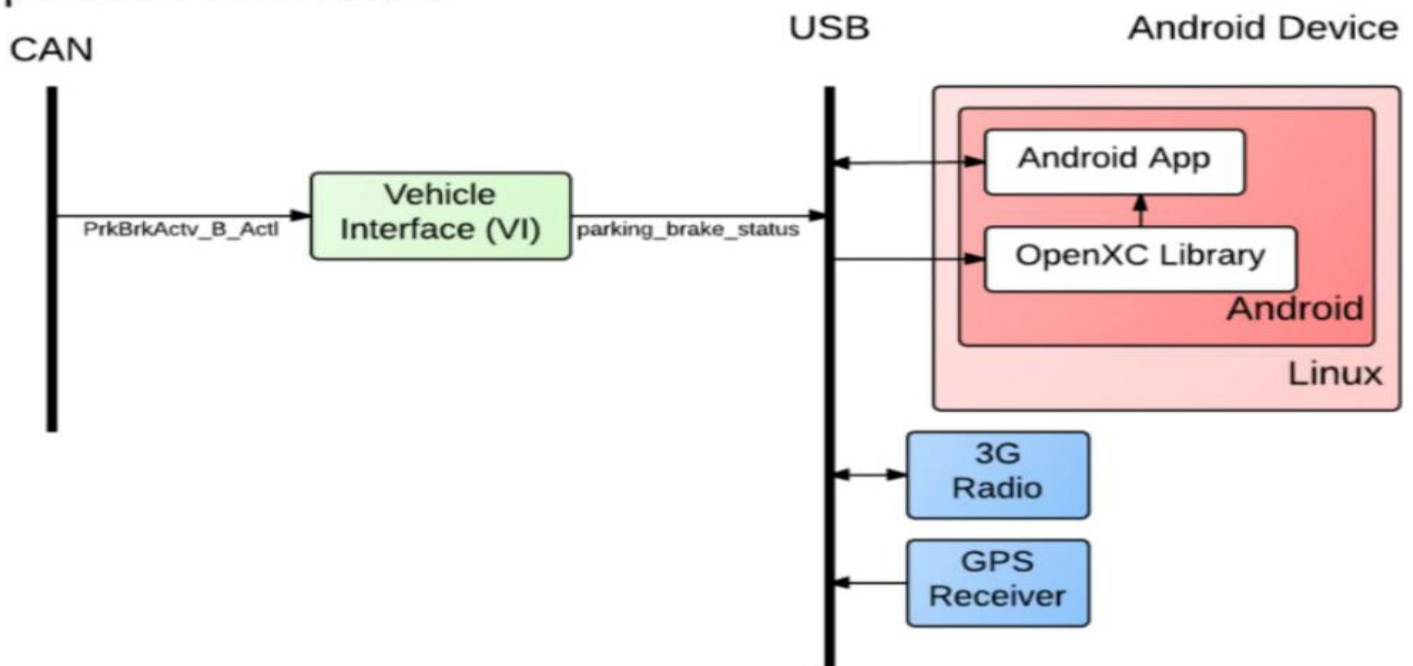 CAN
USB
Android Device
PrkBrkActv_B_Actl
Vehicle
Interface (VI)
parking_brake_status
Android App
OpenXC Library
Android
Linux
3G
Radio
GPS
Receiver